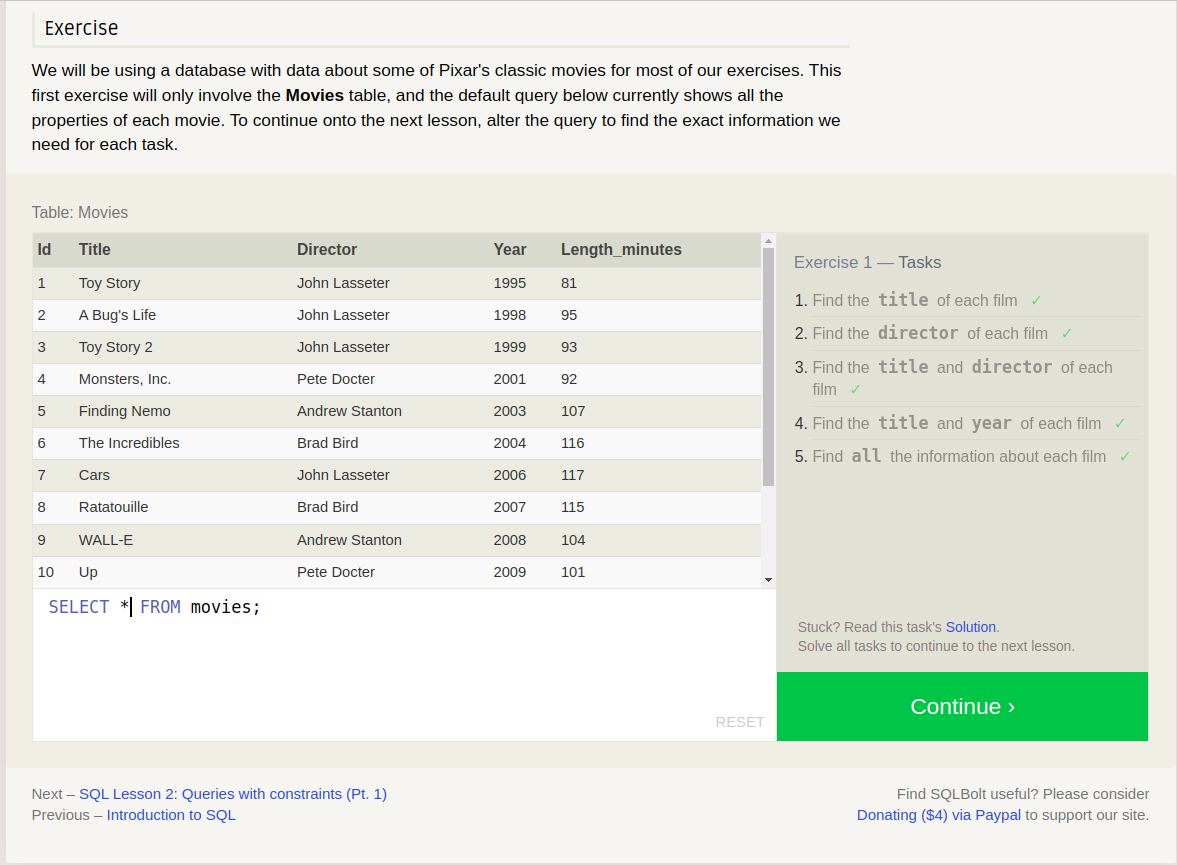 Exercise
We will be using a database with data about some of Pixar's classic movies for most of our exercises. This
first exercise will only involve the Movies table, and the default query below currently shows all the
properties of each movie. To continue onto the next lesson, alter the query to find the exact information we
need for each task.
Table: Movies
Id Title Director Year Length_minutes
1 Toy Story John Lasseter 1995 81
2 A Bug's Life John Lasseter 1998 95
3 Toy Story 2 John Lasseter 1999 93
4 Monsters, Inc. Pete Docter 2001 92
5 Finding Nemo Andrew Stanton 2003 107
6 The Incredibles Brad Bird 2004 116
7 Cars John Lasseter 2006 117
8 Ratatouille Brad Bird 2007 115
9 WALL-E Andrew Stanton 2008 104
10 Up Pete Docter 2009 101
SELECT * FROM movies;
RESET
Exercise 1 — Tasks
1. Find the title of each film ✓
2. Find the director of each film ✓
3. Find the title and director of each
film ✓
4. Find the title and year of each film ✓
5. Find all the information about each film ✓
Stuck? Read this task's Solution.
Solve all tasks to continue to the next lesson.
Continue ›
Next – SQL Lesson 2: Queries with constraints (Pt. 1)
Previous – Introduction to SQL
Find SQLBolt useful? Please consider
Donating ($4) via Paypal to support our site.